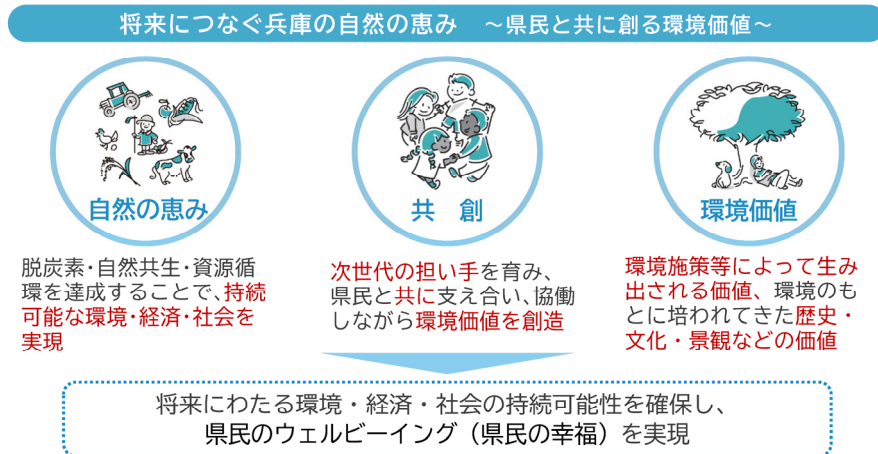 将来につなぐ兵庫の自然の恵み　～県民と共に創る環境価値～
自然の恵み
脱炭素・自然共生・資源循
環を達成することで、持続
可能な環境・経済・社会を
実現
共　創
次世代の担い手を育み、
県民と共に支え合い、協働
しながら環境価値を創造
環境価値
環境施策等によって生み
出される価値、環境のも
とに培われてきた歴史・
文化・景観などの価値
将来にわたる環境・経済・社会の持続可能性を確保し、
県民のウェルビーイング（県民の幸福）を実現